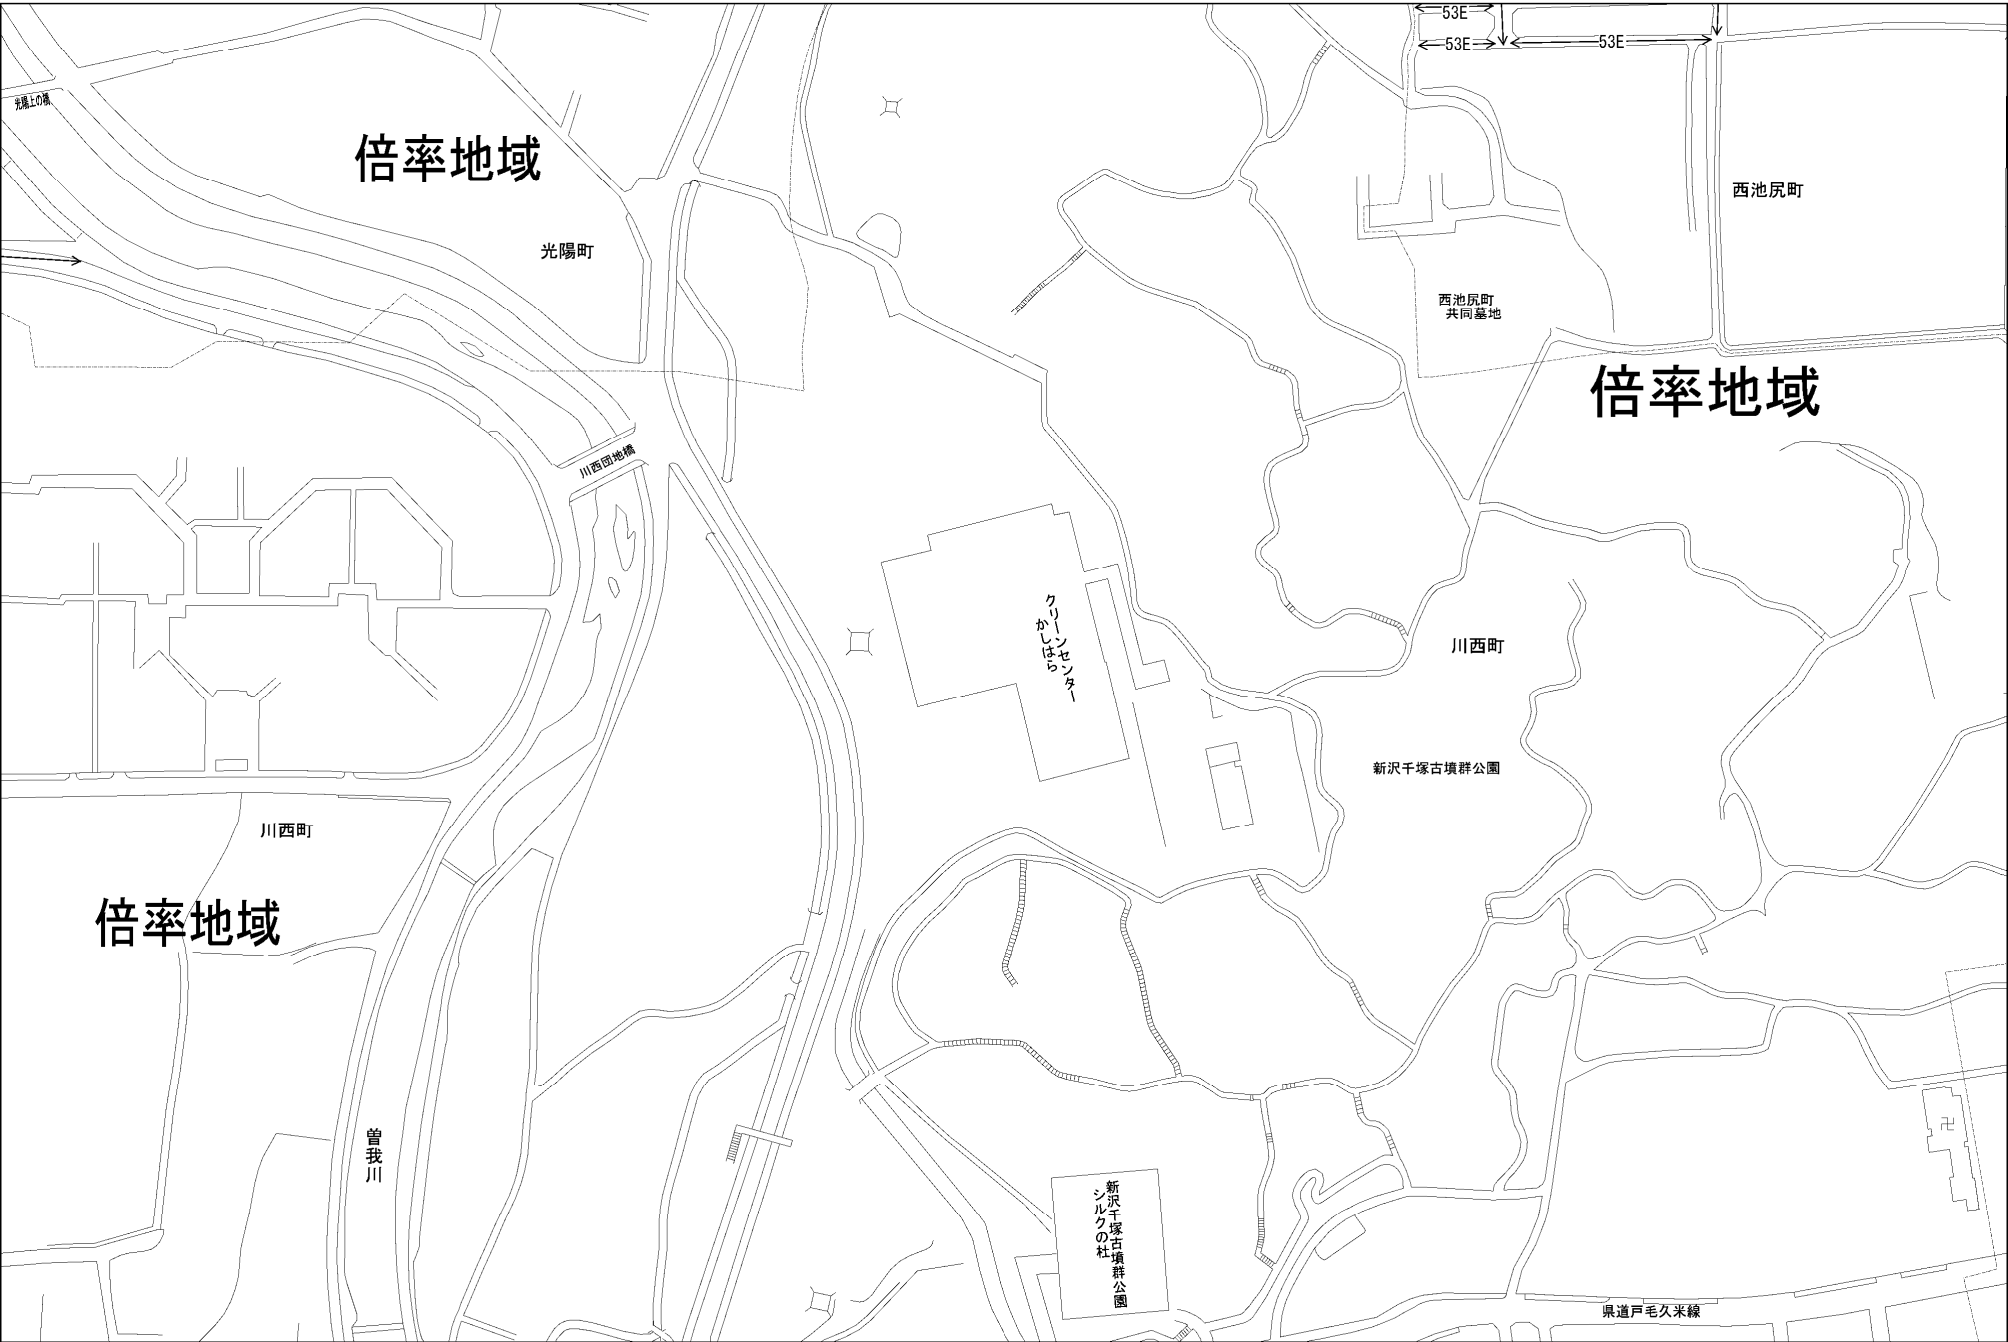 53E
53E
53E
光陽上の橋
倍率地域
西池尻町
光陽町
西池尻町
共同墓地
倍率地域
川西団地橋
クリーンセンター
かしはら
川西町
新沢千塚古墳群公園
川西町
倍率地域
曽我川
新沢千塚古墳群公園
シルクの杜
県道戸毛久米線